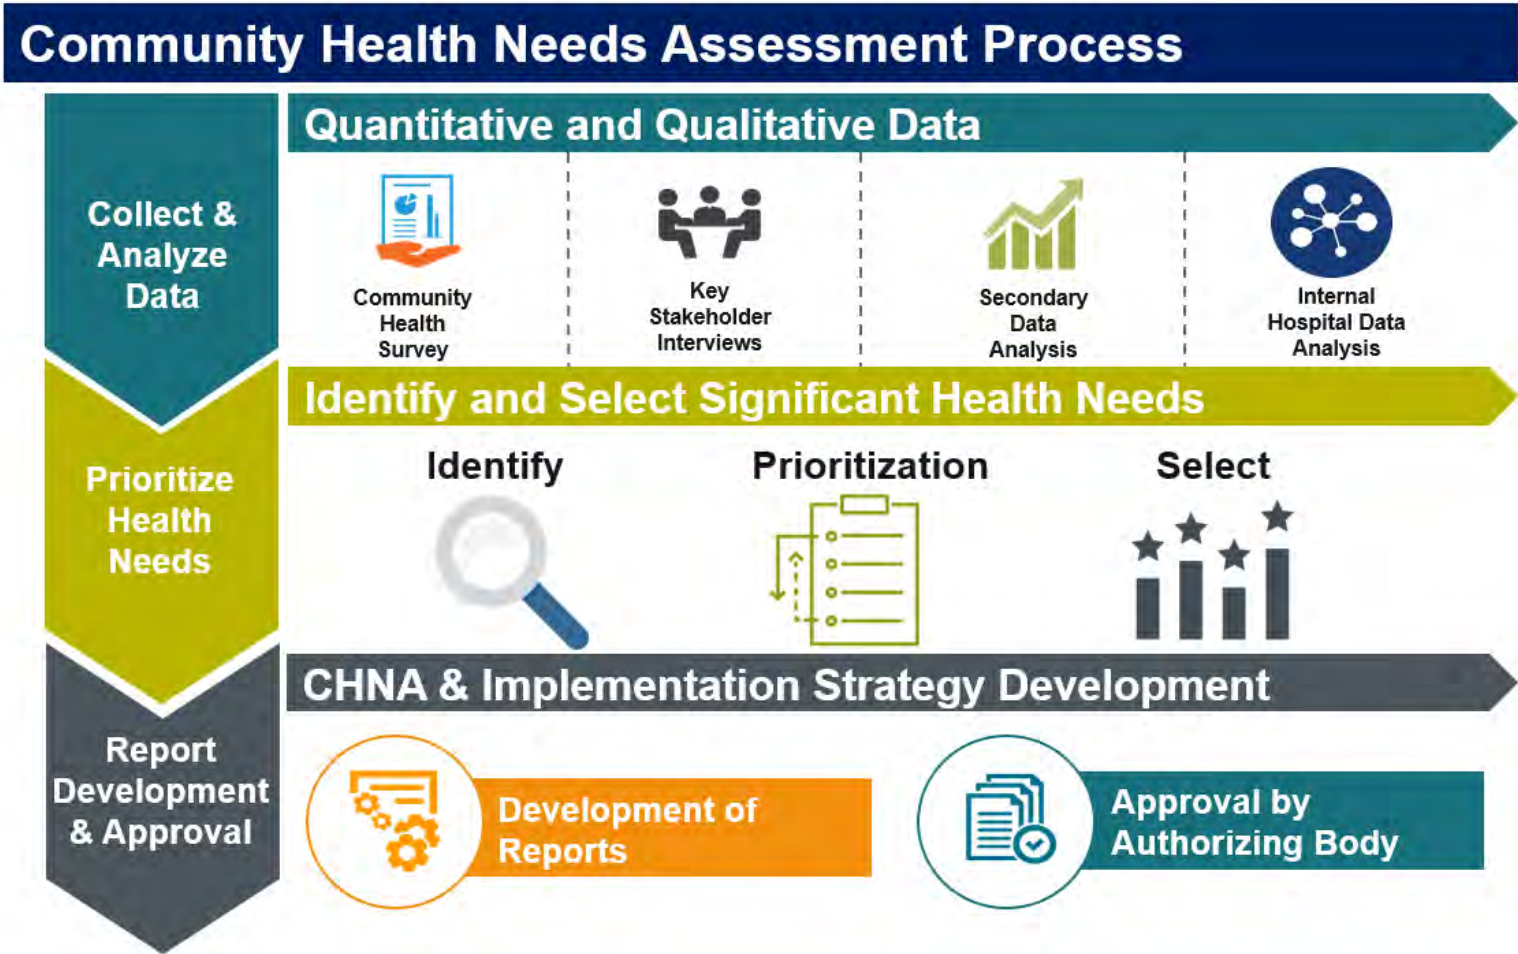 Community Health Needs Assessment Process
Collect &
Analyze
Data
Quantitative and Qualitative Data
Community
Health
Survey
Key
Stakeholder
Interviews
Secondary
Data
Analysis
Internal
Hospital Data
Analysis
Prioritize
Health
Needs
Identify and Select Significant Health Needs
Identify
Prioritization
Select
Report
Development
& Approval
CHNA & Implementation Strategy Development
Development of
Reports
Approval by
Authorizing Body